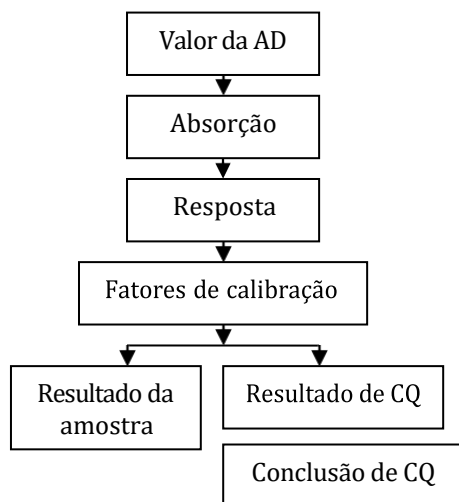 Valor da AD
Absorção
Resposta
Fatores de calibração
Resultado da
amostra
Resultado de CQ
Conclusão de CQ